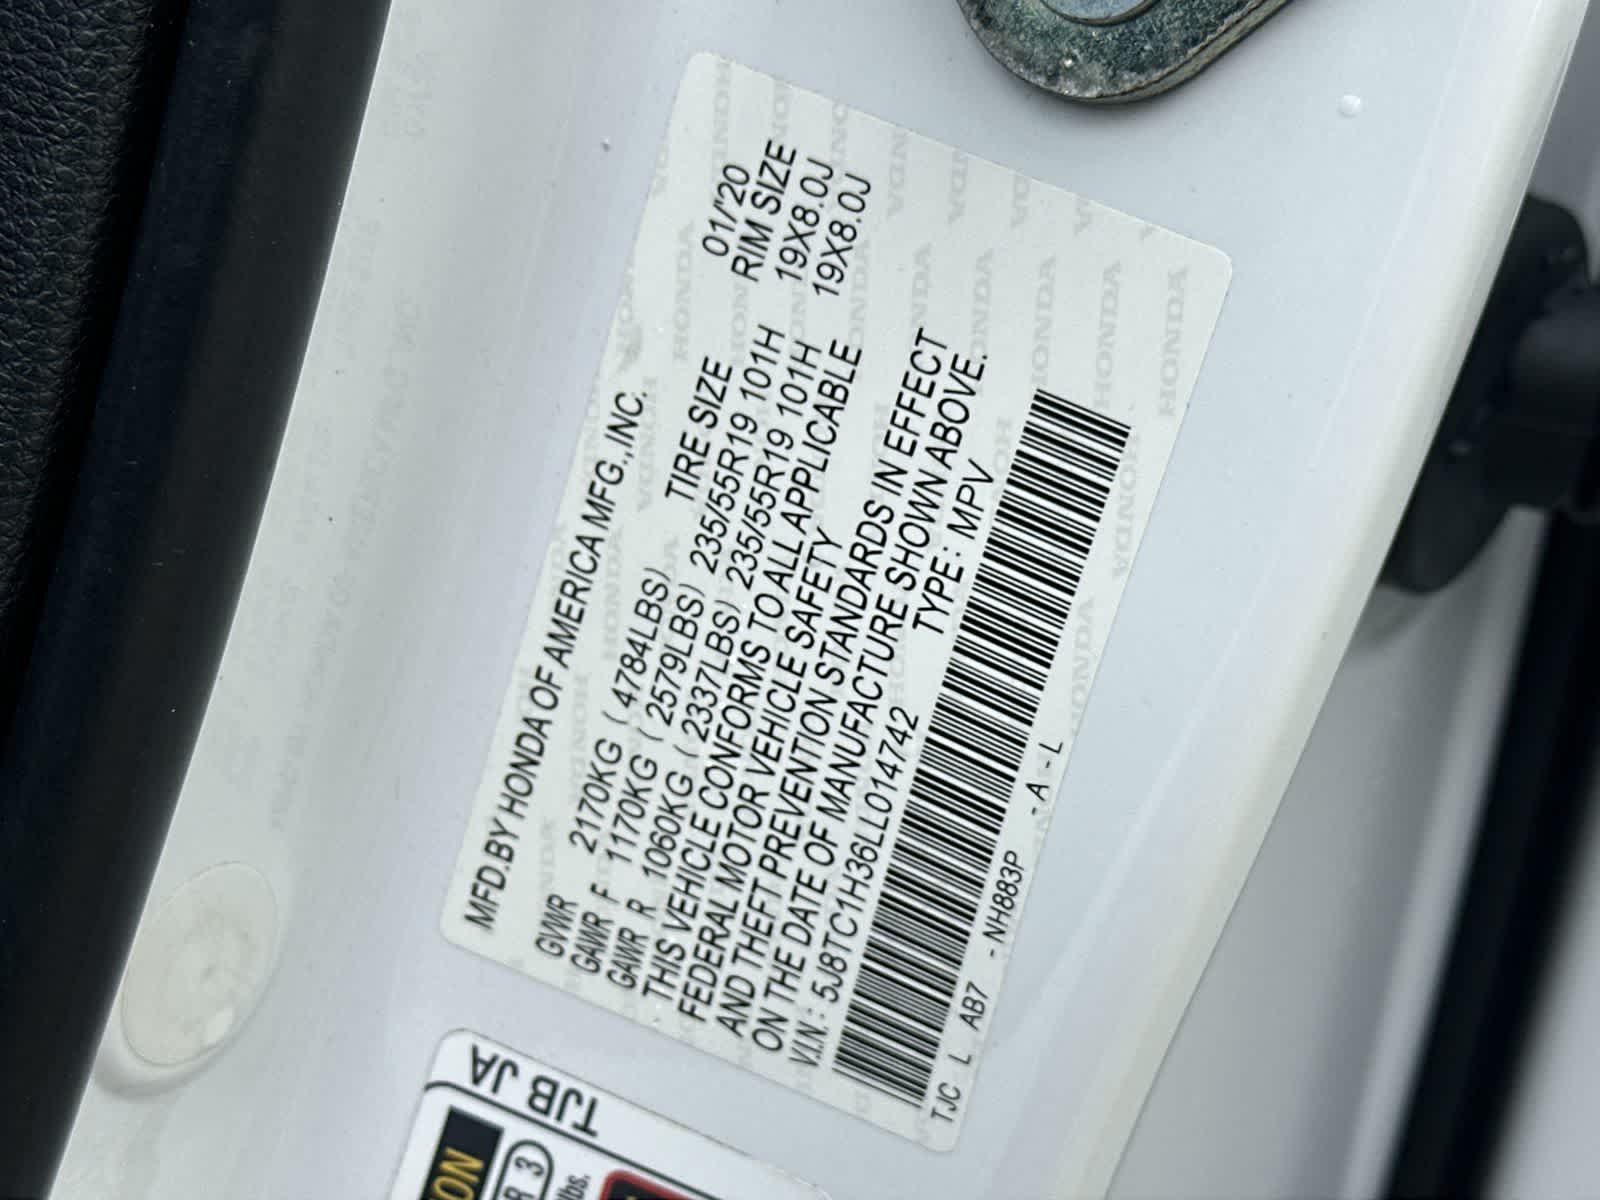 MFD.BY HONDA OF AMERICA MFG.,INC. 01/'20
TIRE SIZE RIM SIZE
GVWR 2170KG ( 4784LBS)
GAWR F 1170KG ( 2579LBS) 235/55R19 101H 19X8.0J
GAWR R 1060KG ( 2337LBS) 235/55R19 101H 19X8.0J
THIS VEHICLE CONFORMS TO ALL APPLICABLE
FEDERAL MOTOR VEHICLE SAFETY
AND THEFT PREVENTION STANDARDS IN EFFECT
ON THE DATE OF MANUFACTURE SHOWN ABOVE.
V.I.N.: 5J8TC1H36LL014742 TYPE: MPV
TJC L AB7 -NH883P -A -L
HONDA
TJB JA
R 3
lbs.